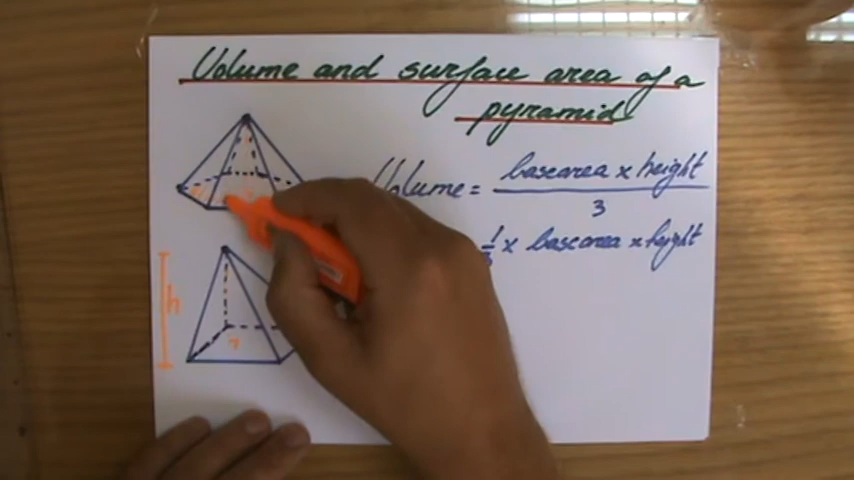 Volume and surface area of a
pyramid
Volume = basearea x height
3
x basearea x height
h